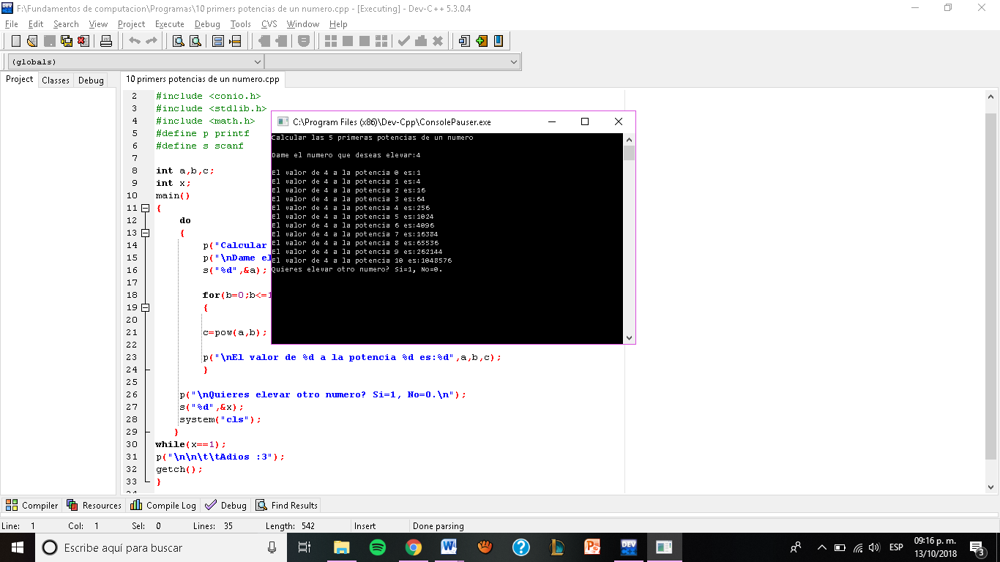 F:\Fundamentos de computacion\Programas\10 primers potencias de un numero.cpp - [Executing] - Dev-C++ 5.3.0.4
File Edit Search View Project Execute Debug Tools CVS Window Help
(globals)
Project Classes Debug
10 primers potencias de un numero.cpp
2 #include <conio.h>
3 #include <stdlib.h>
4 #include <math.h>
5 #define p printf
6 #define s scanf
7
8 int a,b,c;
9 int x;
10 main()
11 {
12 do
13 {
14 p("Calcular
15 p("\nDame el
16 s("%d",&a);
17
18 for(b=0;b<=1
19 {
20
21 c=pow(a,b);
22
23 p("\nEl valor de %d a la potencia %d es:%d",a,b,c);
24 }
25
26 p("\nQuieres elevar otro numero? Si=1, No=0.\n");
27 s("%d",&x);
28 system("cls");
29 }
30 while(x==1);
31 p("\n\n\t\tAdios :3");
32 getch();
33 }
C:\Program Files (x86)\Dev-Cpp\ConsolePauser.exe
Calcular las 5 primeras potencias de un numero
Dame el numero que deseas elevar:4
El valor de 4 a la potencia 0 es:1
El valor de 4 a la potencia 1 es:4
El valor de 4 a la potencia 2 es:16
El valor de 4 a la potencia 3 es:64
El valor de 4 a la potencia 4 es:256
El valor de 4 a la potencia 5 es:1024
El valor de 4 a la potencia 6 es:4096
El valor de 4 a la potencia 7 es:16384
El valor de 4 a la potencia 8 es:65536
El valor de 4 a la potencia 9 es:262144
El valor de 4 a la potencia 10 es:1048576
Quieres elevar otro numero? Si=1, No=0.
Compiler Resources Compile Log Debug Find Results
Line: 1 Col: 1 Sel: 0 Lines: 35 Length: 542 Insert Done parsing
Escribe aquí para buscar
ESP
09:16 p. m.
13/10/2018
3